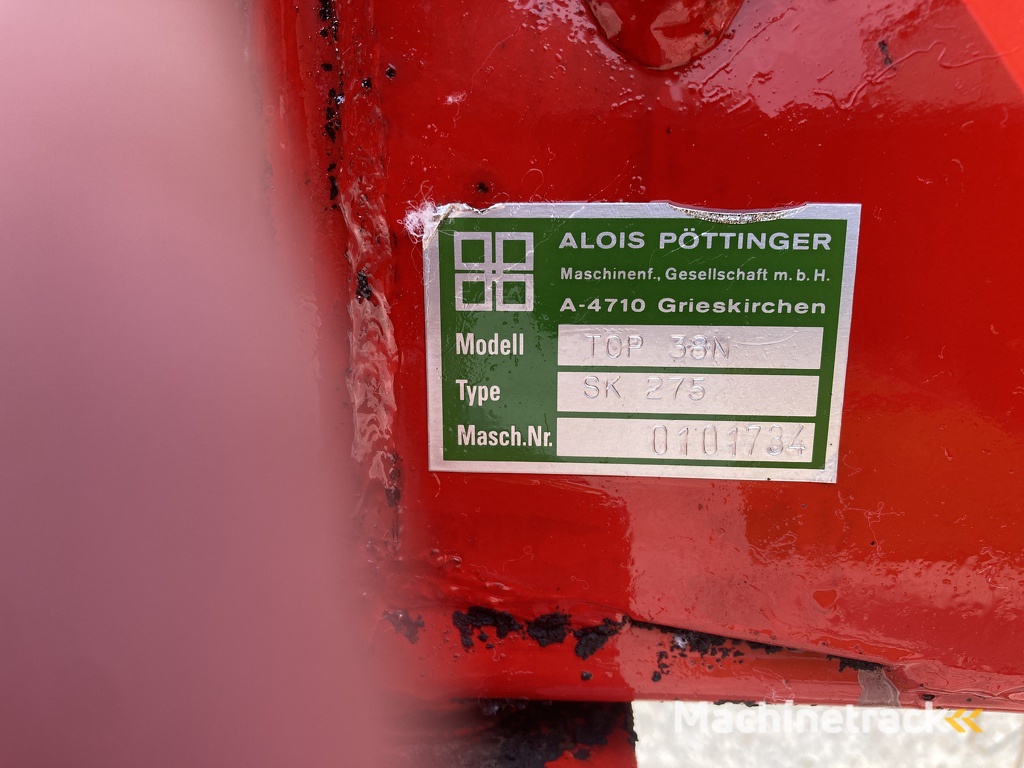 ALOIS PÖTTINGER
Maschinenf., Gesellschaft m.b.H.
A-4710 Grieskirchen
Modell TOP 38N
Type SK 275
Masch.Nr. 0101734
Machinetrack